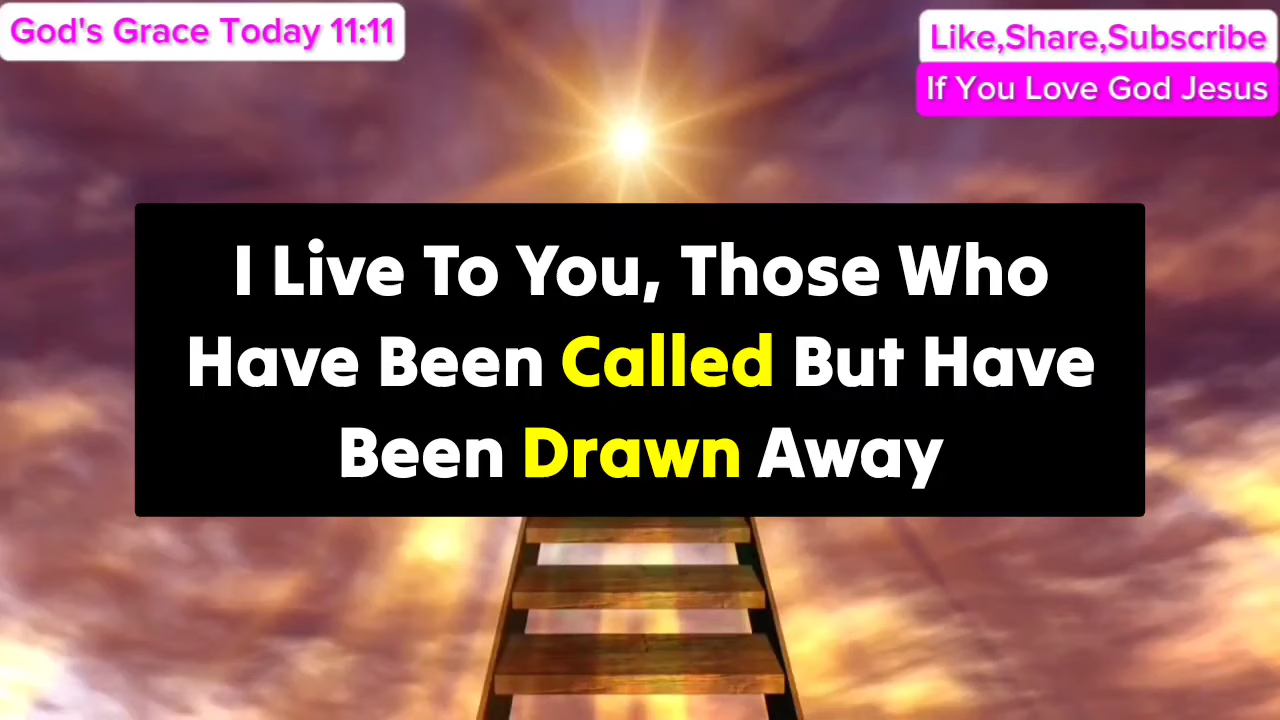 God's Grace Today 11:11
Like,Share,Subscribe
If You Love God Jesus
I Live To You, Those Who
Have Been Called But Have
Been Drawn Away